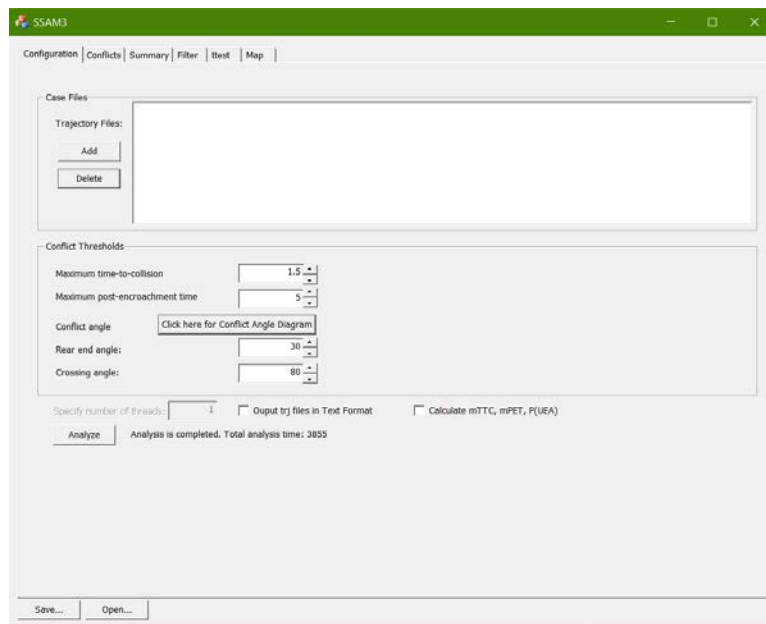 SSAM3
Configuration Conflicts Summary Filter ttest Map
Case Files
Trajectory Files:
Add
Delete
Conflict Thresholds
Maximum time-to-collision 1.5
Maximum post-encroachment time 5
Conflict angle Click here for Conflict Angle Diagram
Rear end angle: 30
Crossing angle: 80
Specify number of threads: 1 Ouput trj files in Text Format Calculate mTTC, mPET, P(UEA)
Analyze Analysis is completed. Total analysis time: 3855
Save... Open...